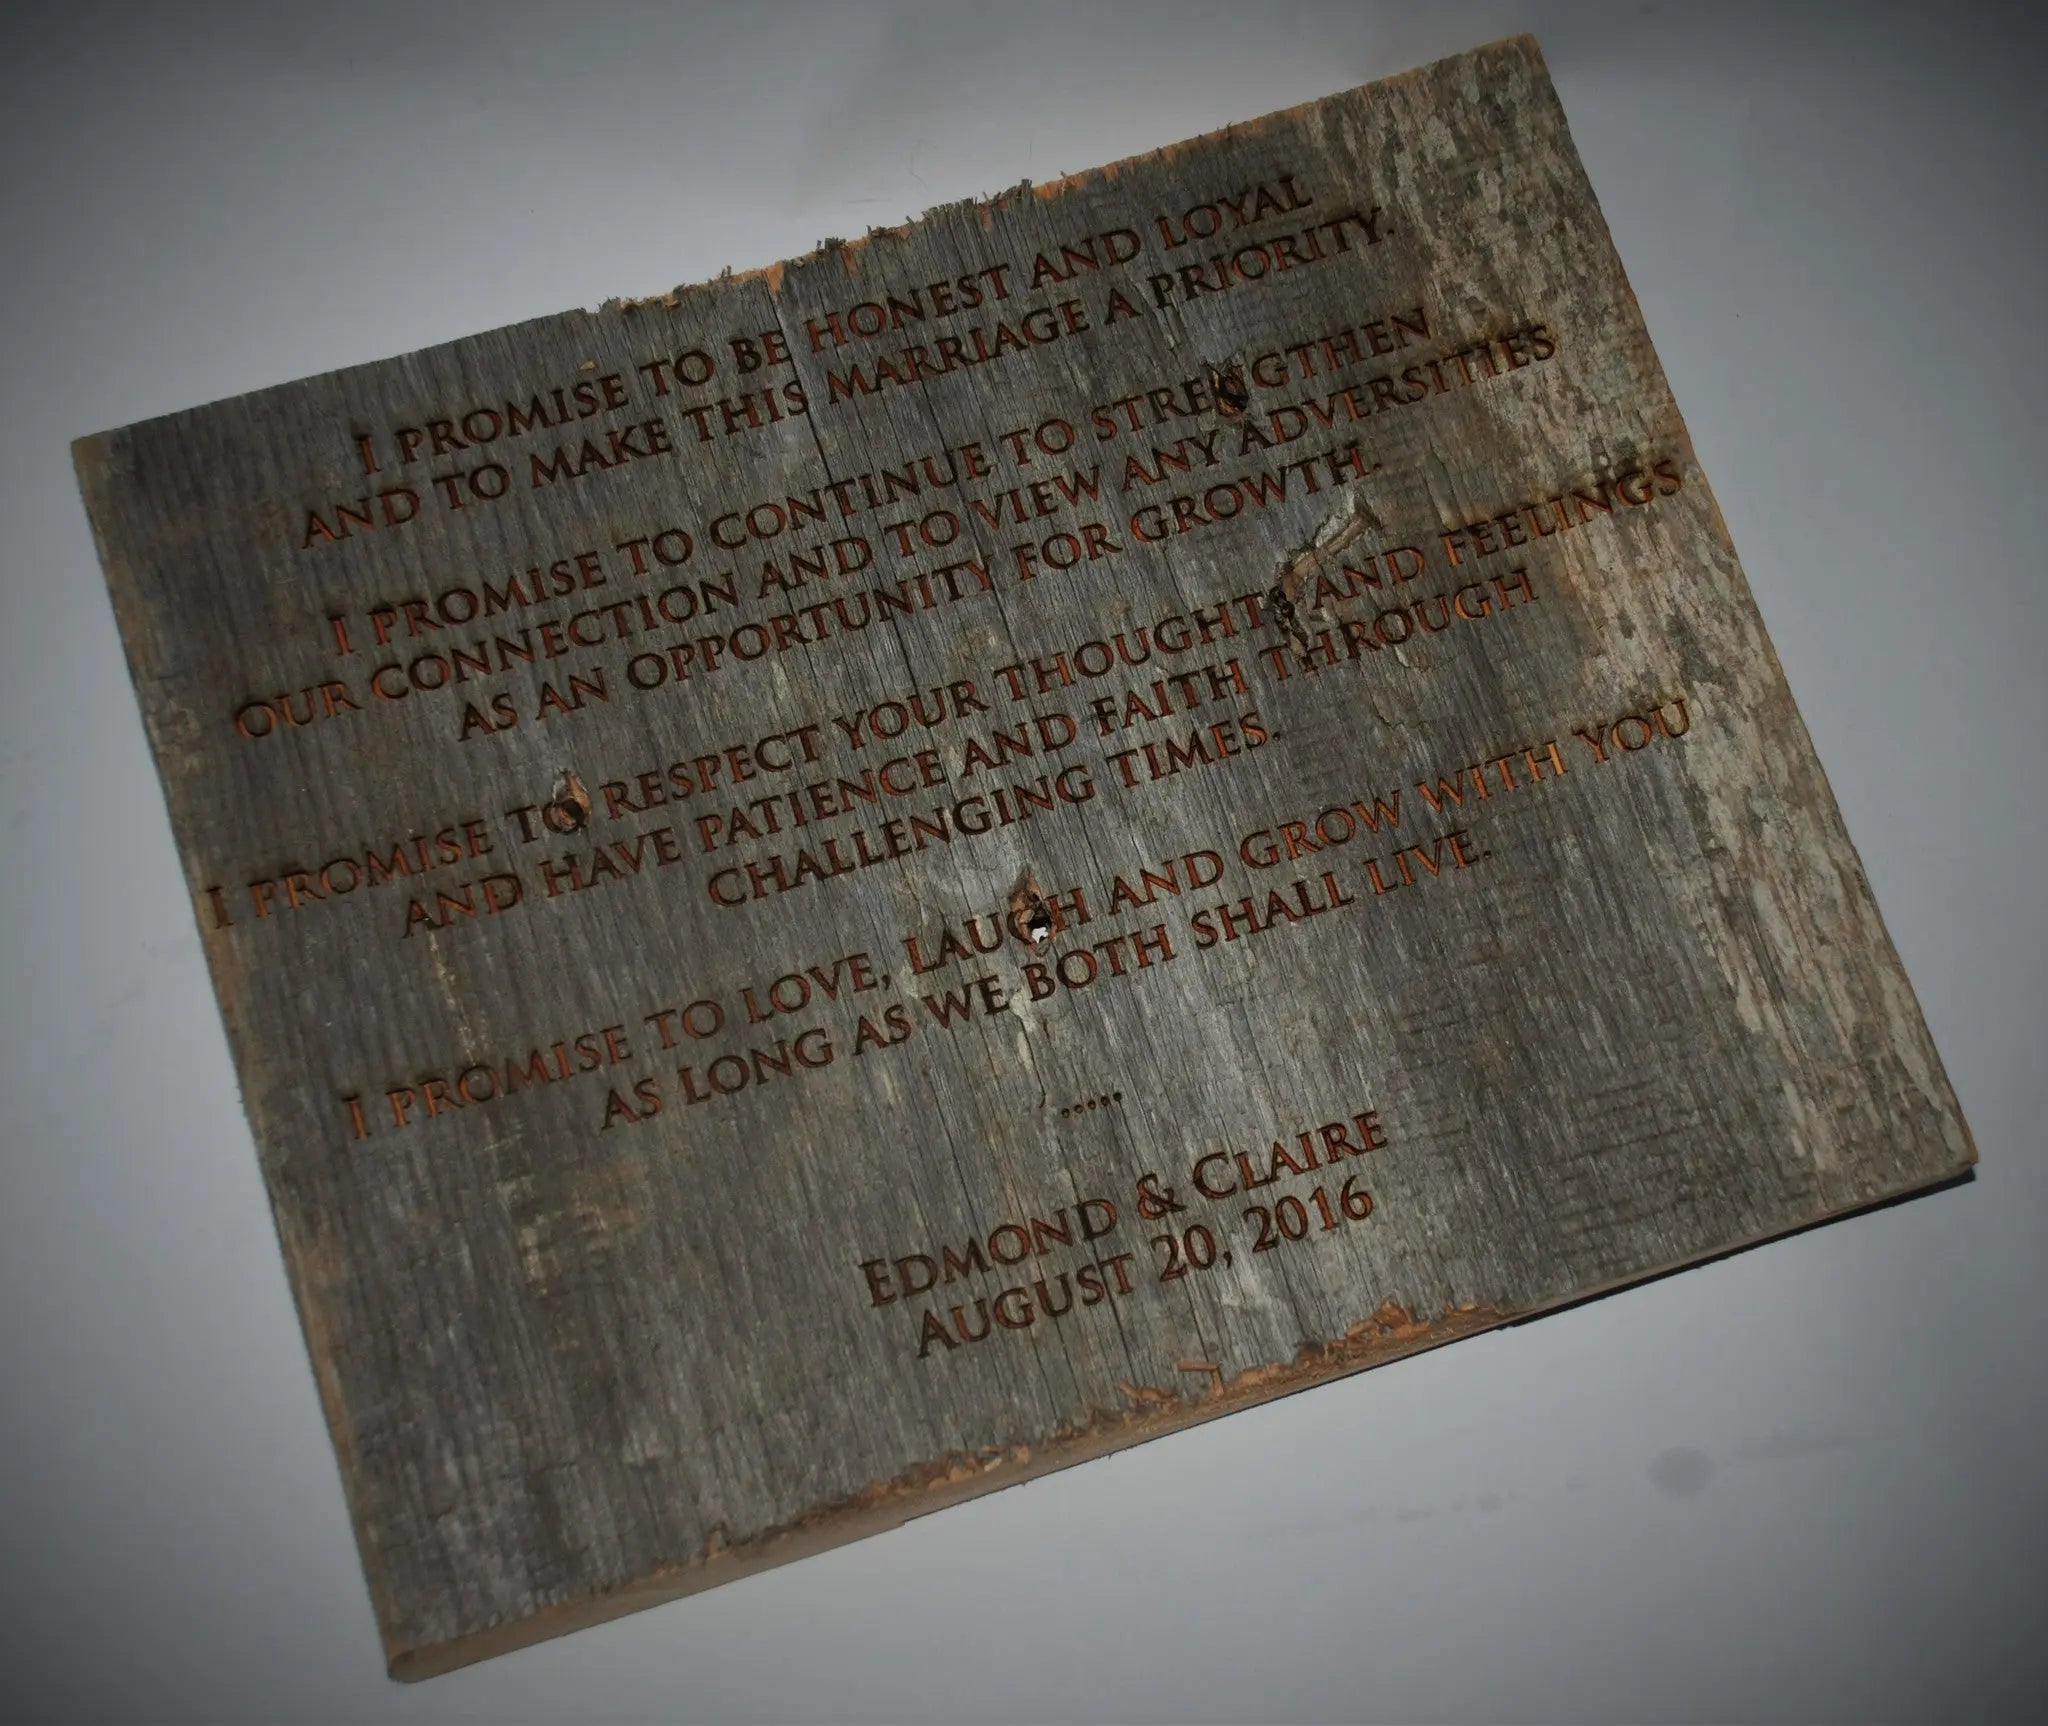 I PROMISE TO BE HONEST AND LOYAL
AND TO MAKE THIS MARRIAGE A PRIORITY.
I PROMISE TO CONTINUE TO STRENGTHEN
OUR CONNECTION AND TO VIEW ANY ADVERSITIES
AS AN OPPORTUNITY FOR GROWTH.
I PROMISE TO RESPECT YOUR THOUGHTS AND FEELINGS
AND HAVE PATIENCE AND FAITH THROUGH
CHALLENGING TIMES.
I PROMISE TO LOVE, LAUGH AND GROW WITH YOU
AS LONG AS WE BOTH SHALL LIVE.
.....
EDMOND & CLAIRE
AUGUST 20, 2016